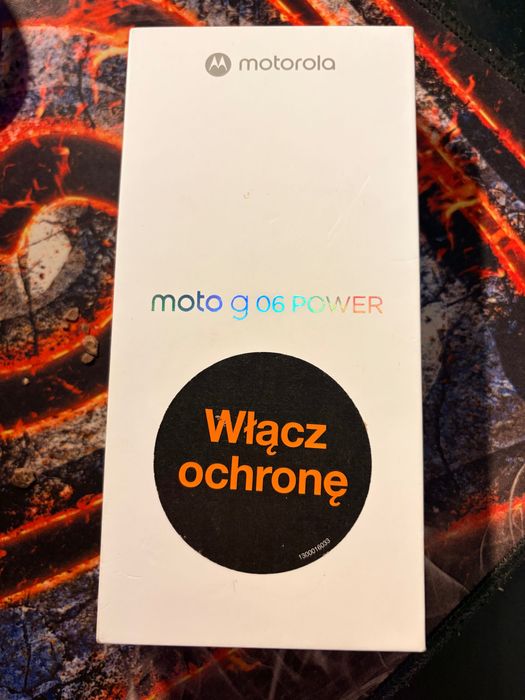 motorola
moto g 06 POWER
Włącz
ochronę
1300016033